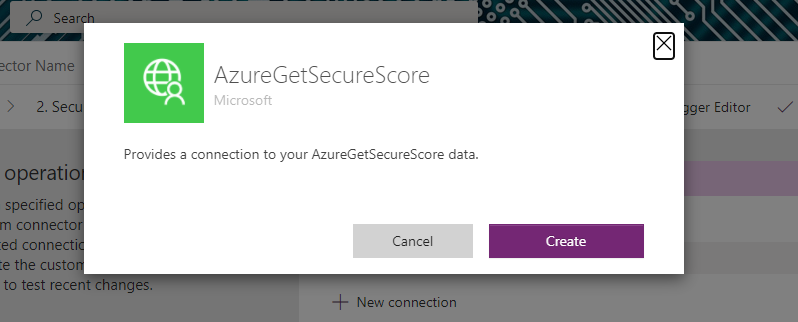 Search
ector Name
AzureGetSecureScore
Microsoft
2. Secu
gger Editor
Provides a connection to your AzureGetSecureScore data.
operation
specified op
m connector
ted connectio
te the custom
to test recent changes.
Cancel
Create
New connection